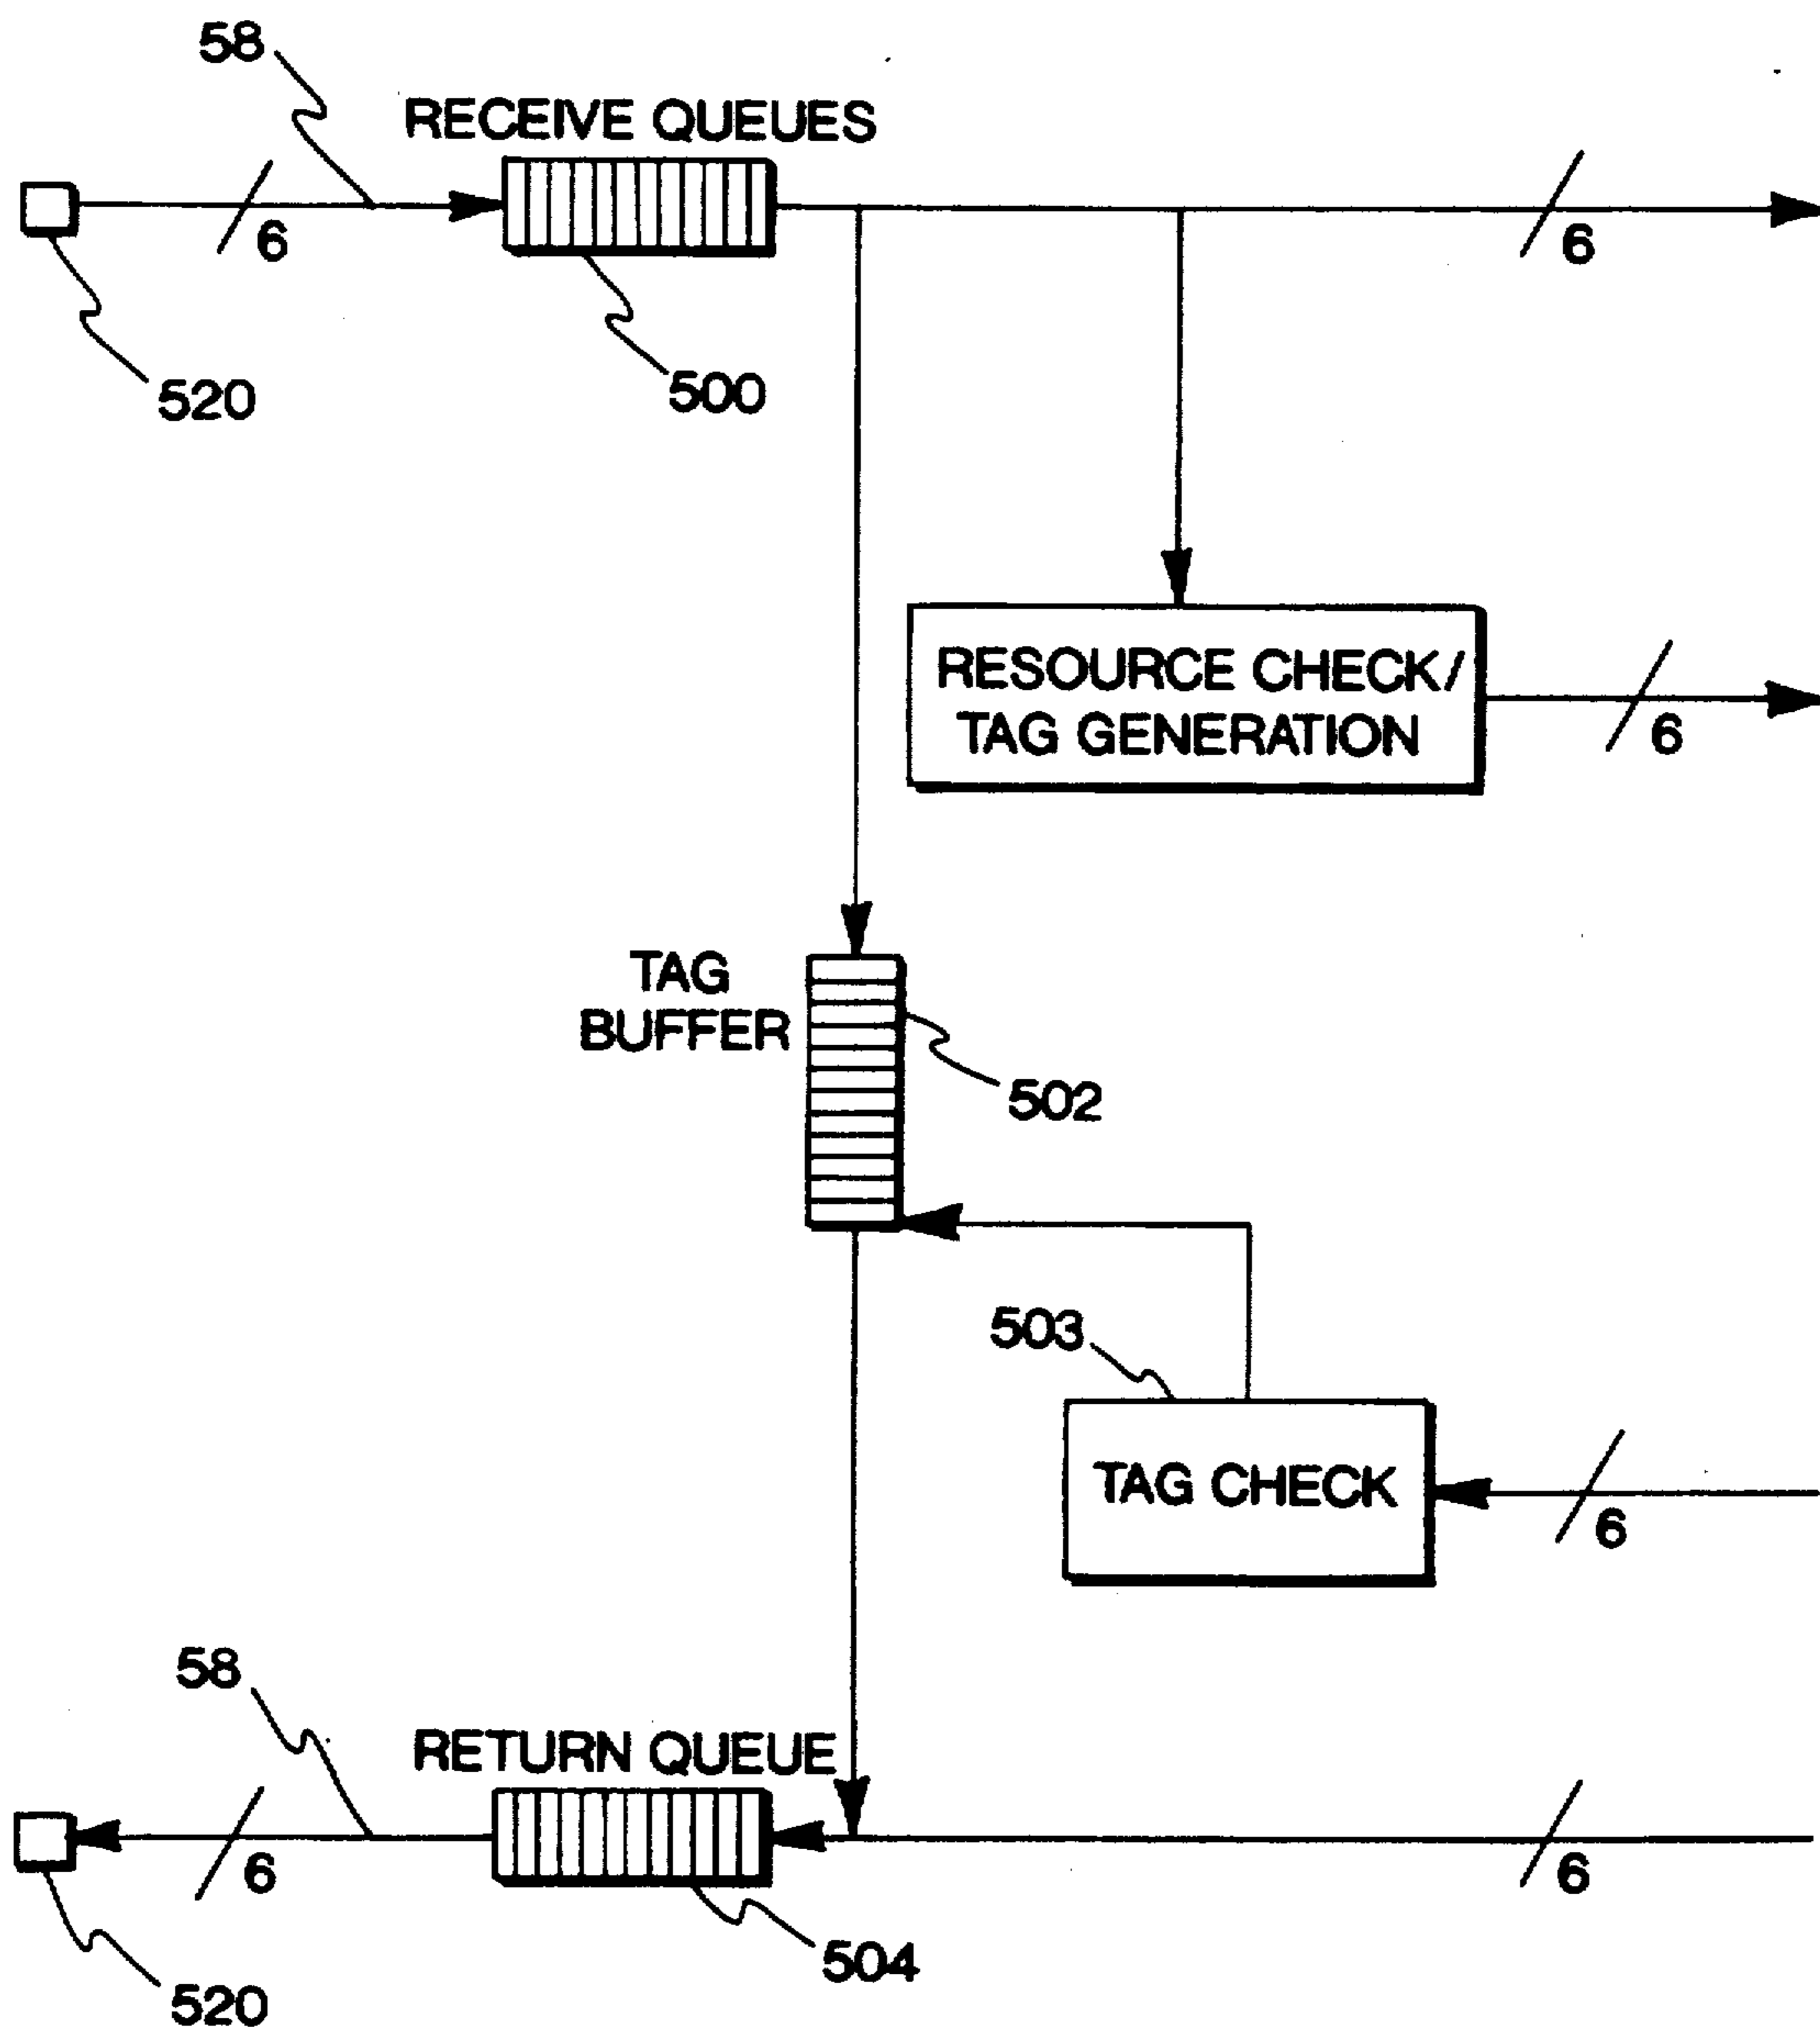 58
RECEIVE QUEUES
6
6
520
500
RESOURCE CHECK/
TAG GENERATION
6
TAG
BUFFER
502
503
TAG CHECK
6
58
RETURN QUEUE
6
6
504
520